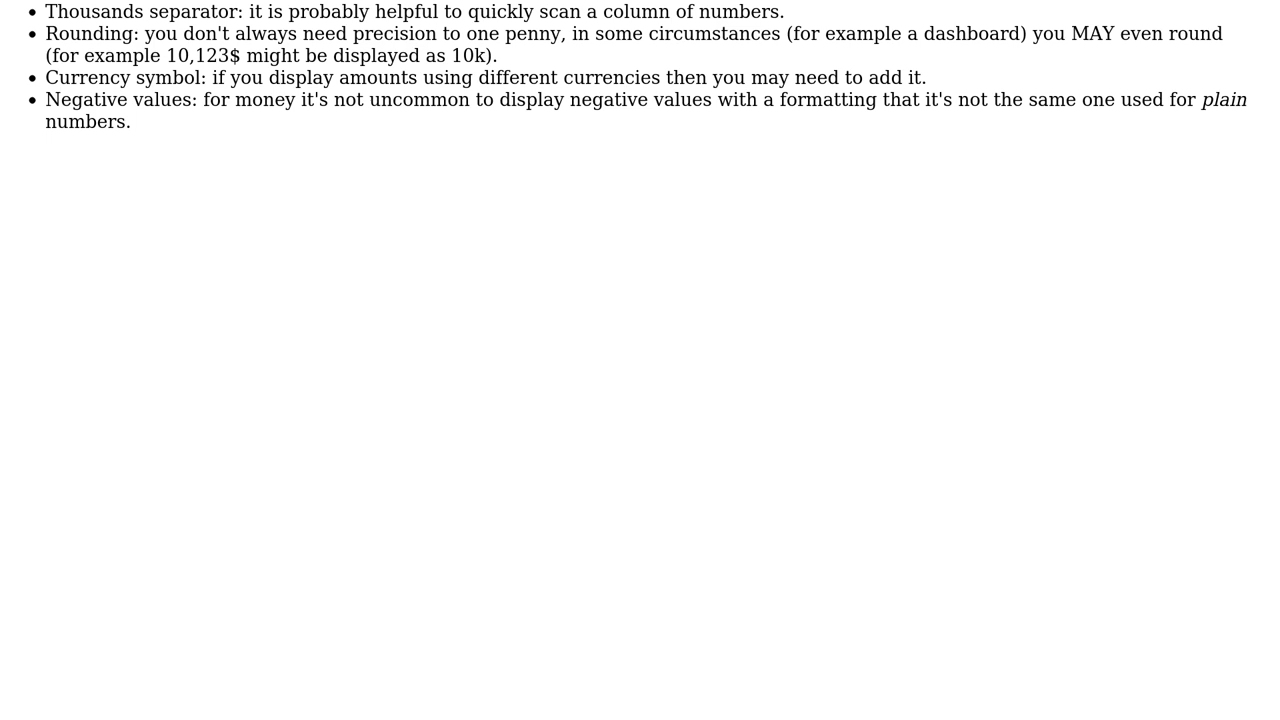 • Thousands separator: it is probably helpful to quickly scan a column of numbers.
• Rounding: you don't always need precision to one penny, in some circumstances (for example a dashboard) you MAY even round
(for example 10,123$ might be displayed as 10k).
• Currency symbol: if you display amounts using different currencies then you may need to add it.
• Negative values: for money it's not uncommon to display negative values with a formatting that it's not the same one used for plain
numbers.